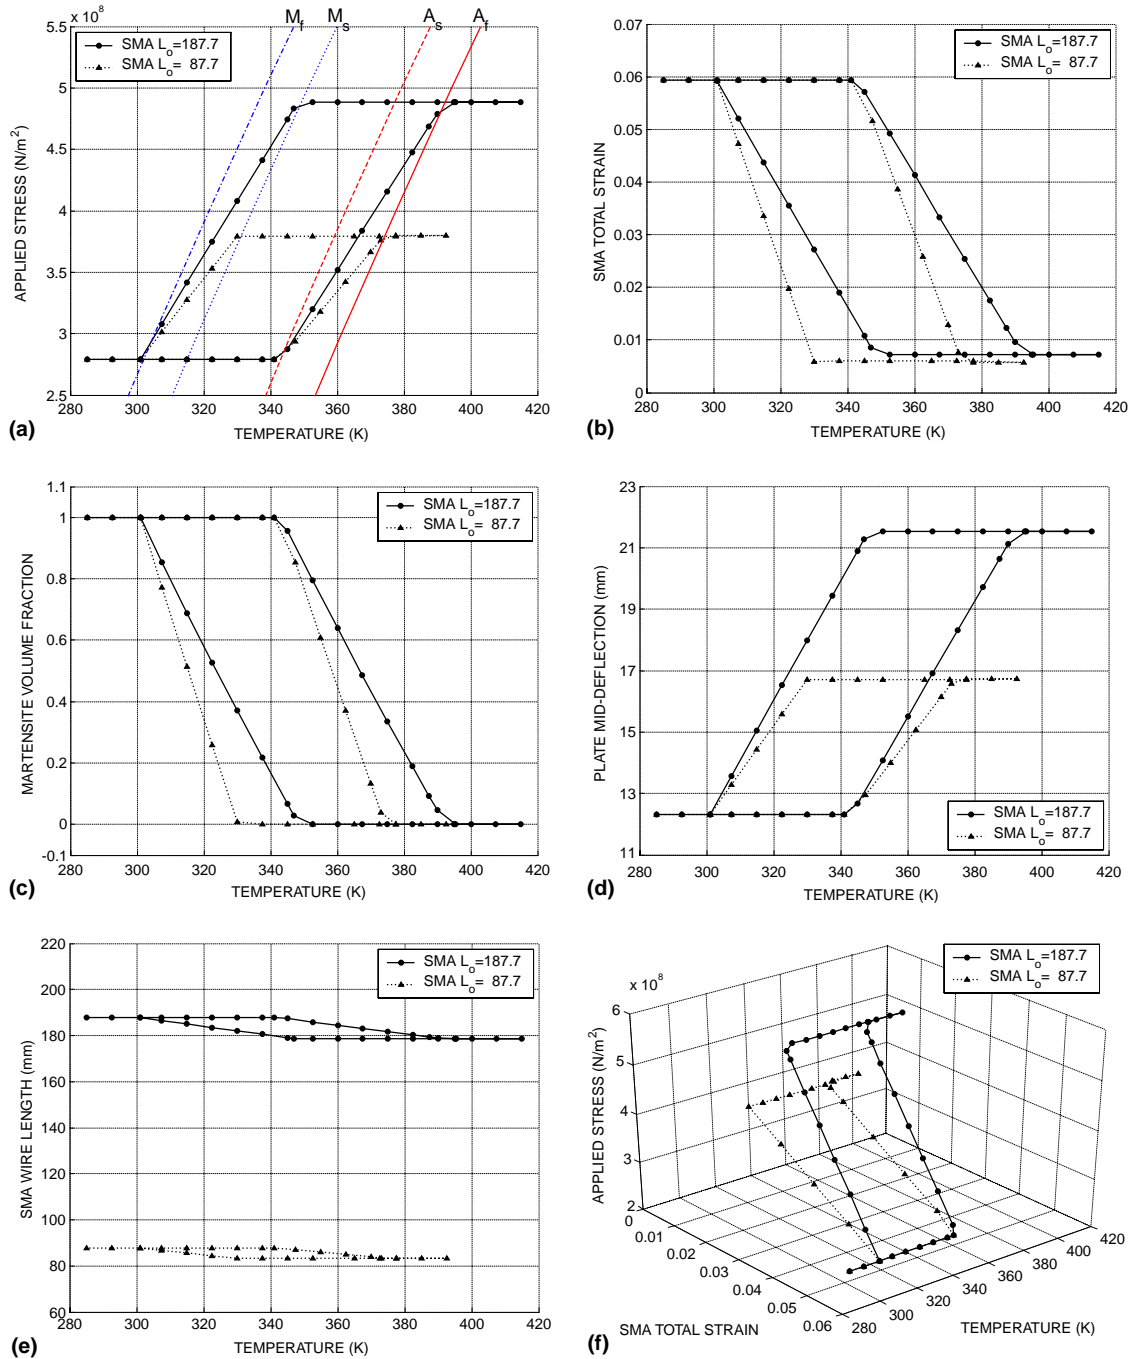 x 10⁸
M_f
M_s
A_s
A_f
5.5
5
4.5
4
3.5
3
2.5
SMA L_o=187.7
SMA L_o= 87.7
APPLIED STRESS (N/m²)
280
300
320
340
360
380
400
420
TEMPERATURE (K)
(a)
0.07
0.06
0.05
0.04
0.03
0.02
0.01
0
SMA L_o=187.7
SMA L_o= 87.7
SMA TOTAL STRAIN
280
300
320
340
360
380
400
420
TEMPERATURE (K)
(b)
1.1
1
0.8
0.6
0.4
0.2
0
-0.1
SMA L_o=187.7
SMA L_o= 87.7
MARTENSITE VOLUME FRACTION
280
300
320
340
360
380
400
420
TEMPERATURE (K)
(c)
23
21
19
17
15
13
11
SMA L_o=187.7
SMA L_o= 87.7
PLATE MID-DEFLECTION (mm)
280
300
320
340
360
380
400
420
TEMPERATURE (K)
(d)
220
200
180
160
140
120
100
80
60
SMA L_o=187.7
SMA L_o= 87.7
SMA WIRE LENGTH (mm)
280
300
320
340
360
380
400
420
TEMPERATURE (K)
(e)
SMA L_o=187.7
SMA L_o= 87.7
x 10⁸
6
5
4
3
2
APPLIED STRESS (N/m²)
0
0.01
0.02
0.03
0.04
0.05
0.06
SMA TOTAL STRAIN
280
300
320
340
360
380
400
420
TEMPERATURE (K)
(f)